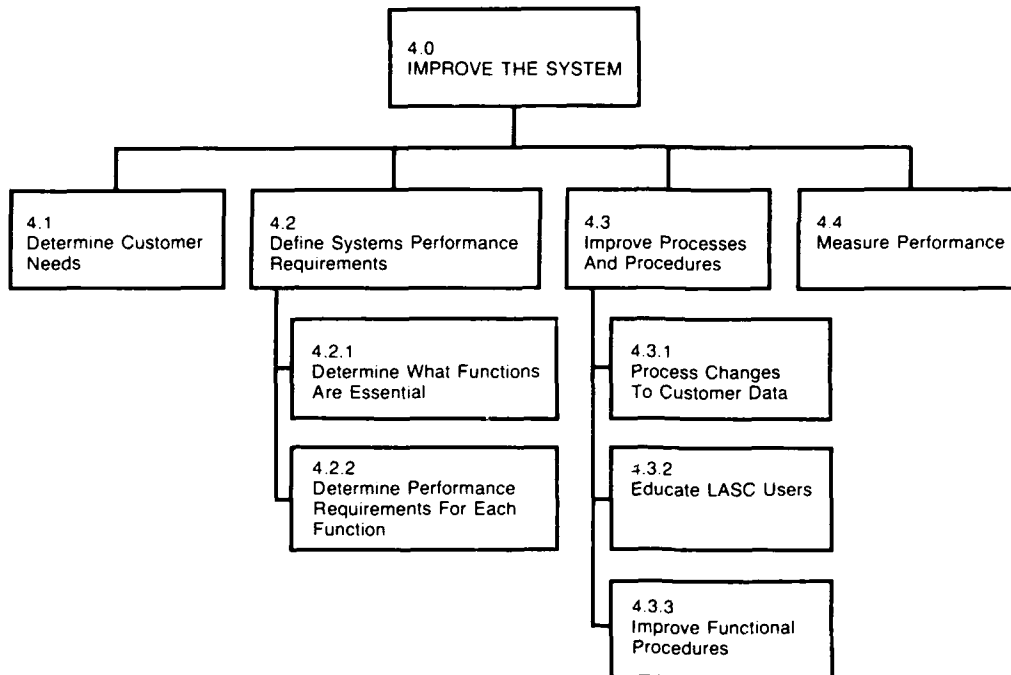 4.0
IMPROVE THE SYSTEM
4.1
Determine Customer
Needs
4.2
Define Systems Performance
Requirements
4.3
Improve Processes
And Procedures
4.4
Measure Performance
4.2.1
Determine What Functions
Are Essential
4.2.2
Determine Performance
Requirements For Each
Function
4.3.1
Process Changes
To Customer Data
4.3.2
Educate LASC Users
4.3.3
Improve Functional
Procedures